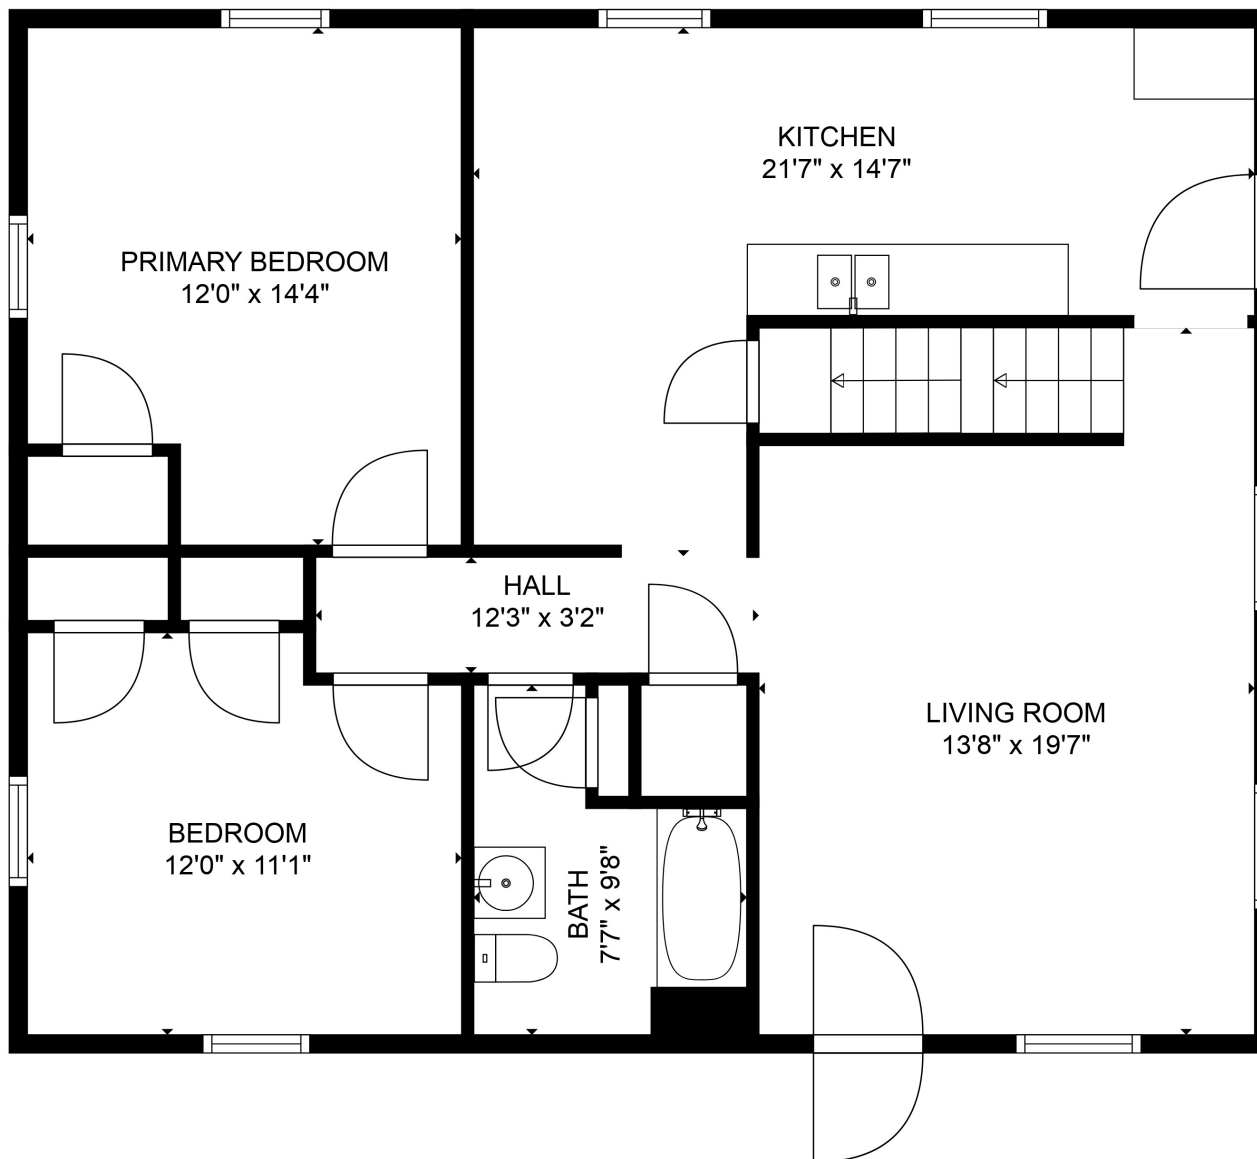 KITCHEN
21'7" x 14'7"
PRIMARY BEDROOM
12'0" x 14'4"
HALL
12'3" x 3'2"
LIVING ROOM
13'8" x 19'7"
BEDROOM
12'0" x 11'1"
BATH
7'7" x 9'8"